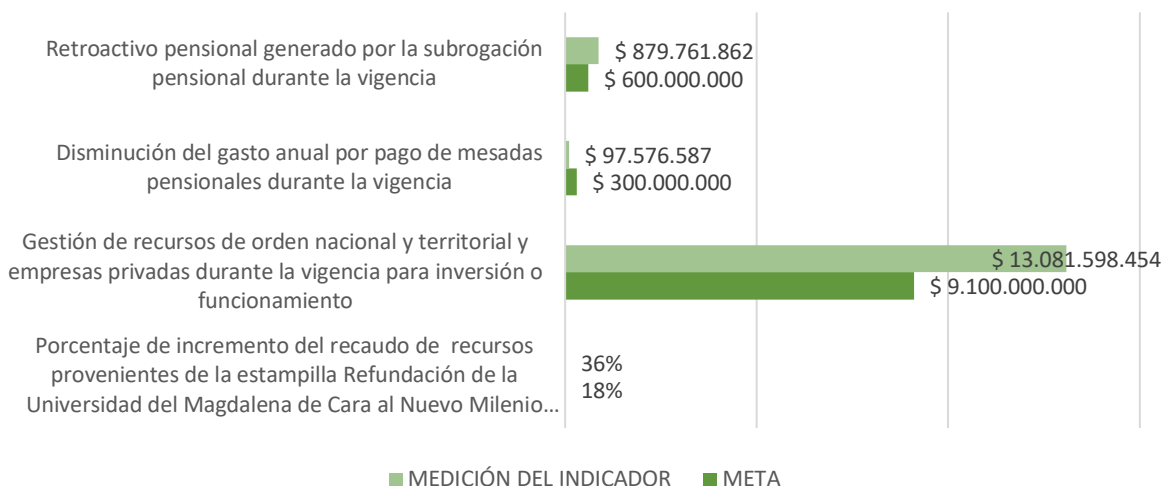 Retroactivo pensional generado por la subrogación
pensional durante la vigencia
$ 879.761.862
$ 600.000.000
Disminución del gasto anual por pago de mesadas
pensionales durante la vigencia
$ 97.576.587
$ 300.000.000
Gestión de recursos de orden nacional y territorial y
empresas privadas durante la vigencia para inversión o
funcionamiento
$ 13.081.598.454
$ 9.100.000.000
Porcentaje de incremento del recaudo de recursos
provenientes de la estampilla Refundación de la
Universidad del Magdalena de Cara al Nuevo Milenio...
36%
18%
MEDICIÓN DEL INDICADOR
META